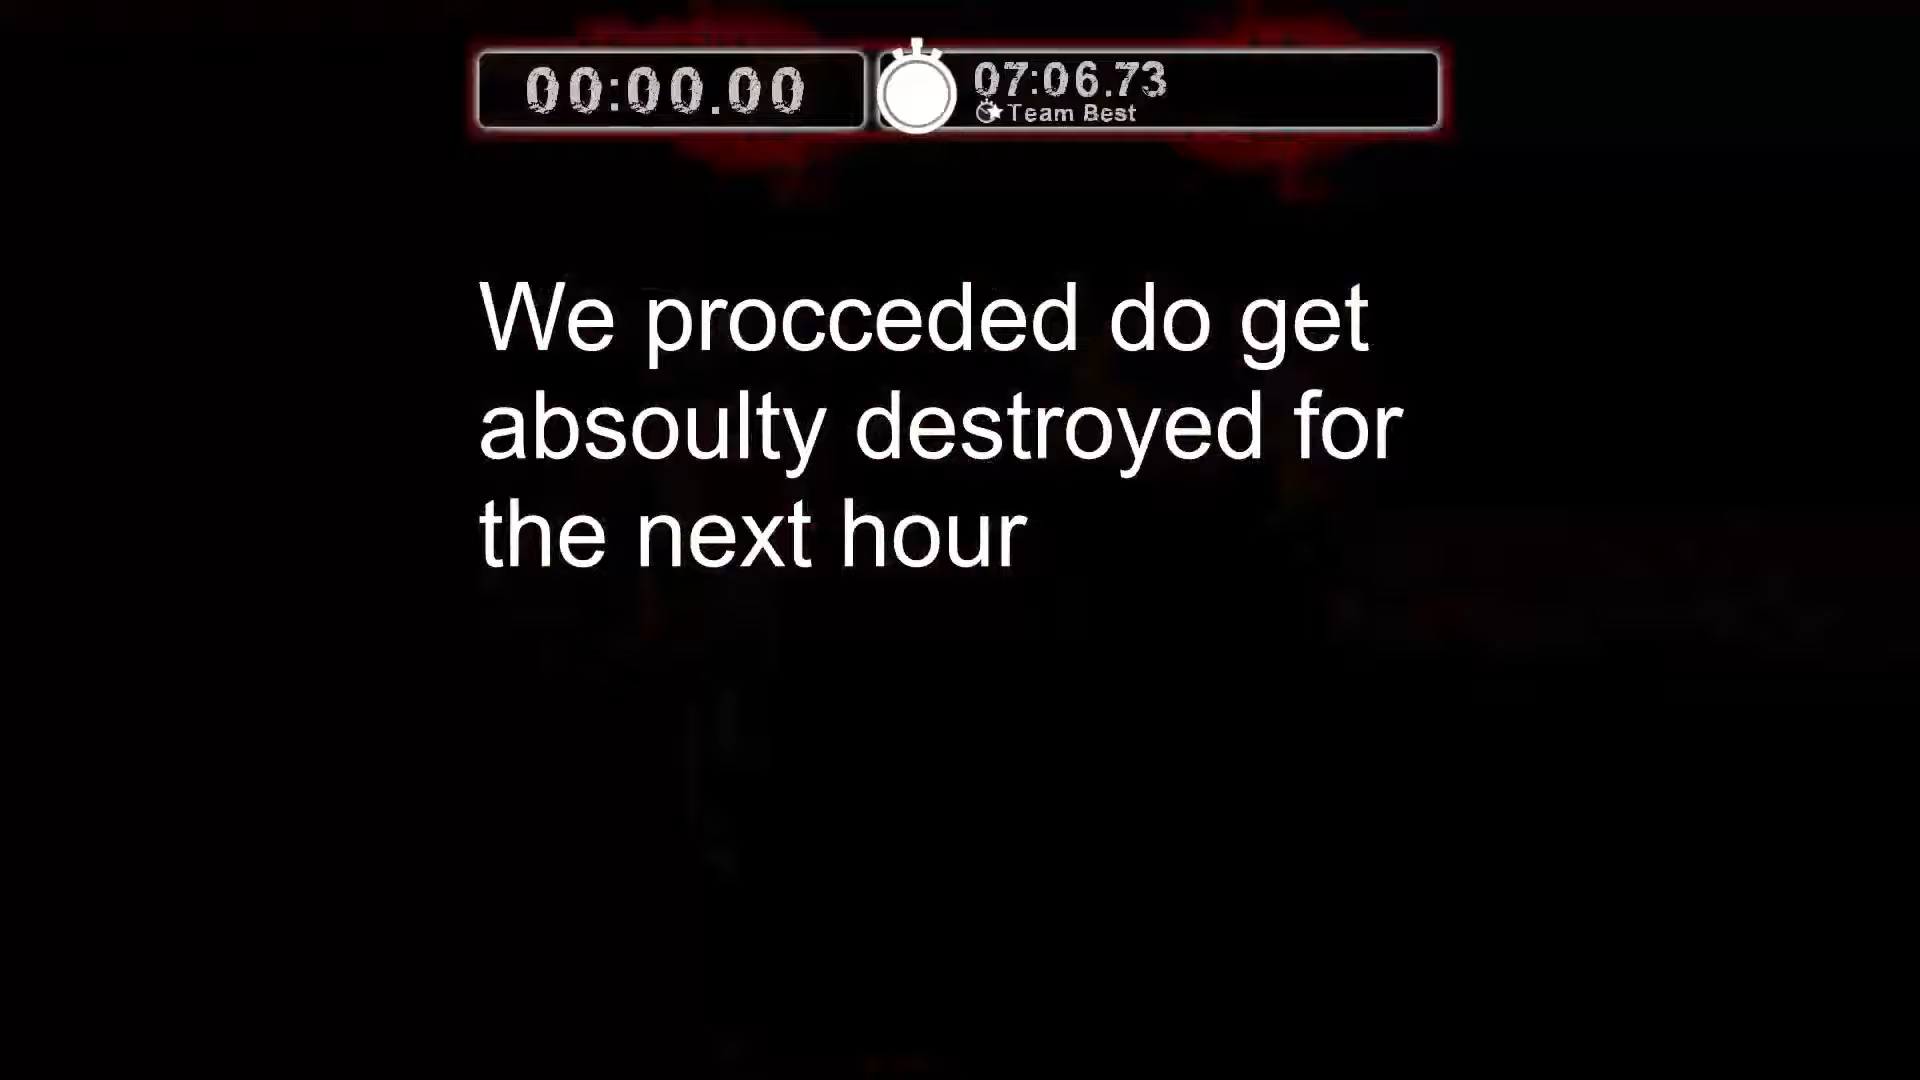 00:00.00
07:06.73
Team Best
We procceded do get
absoulty destroyed for
the next hour